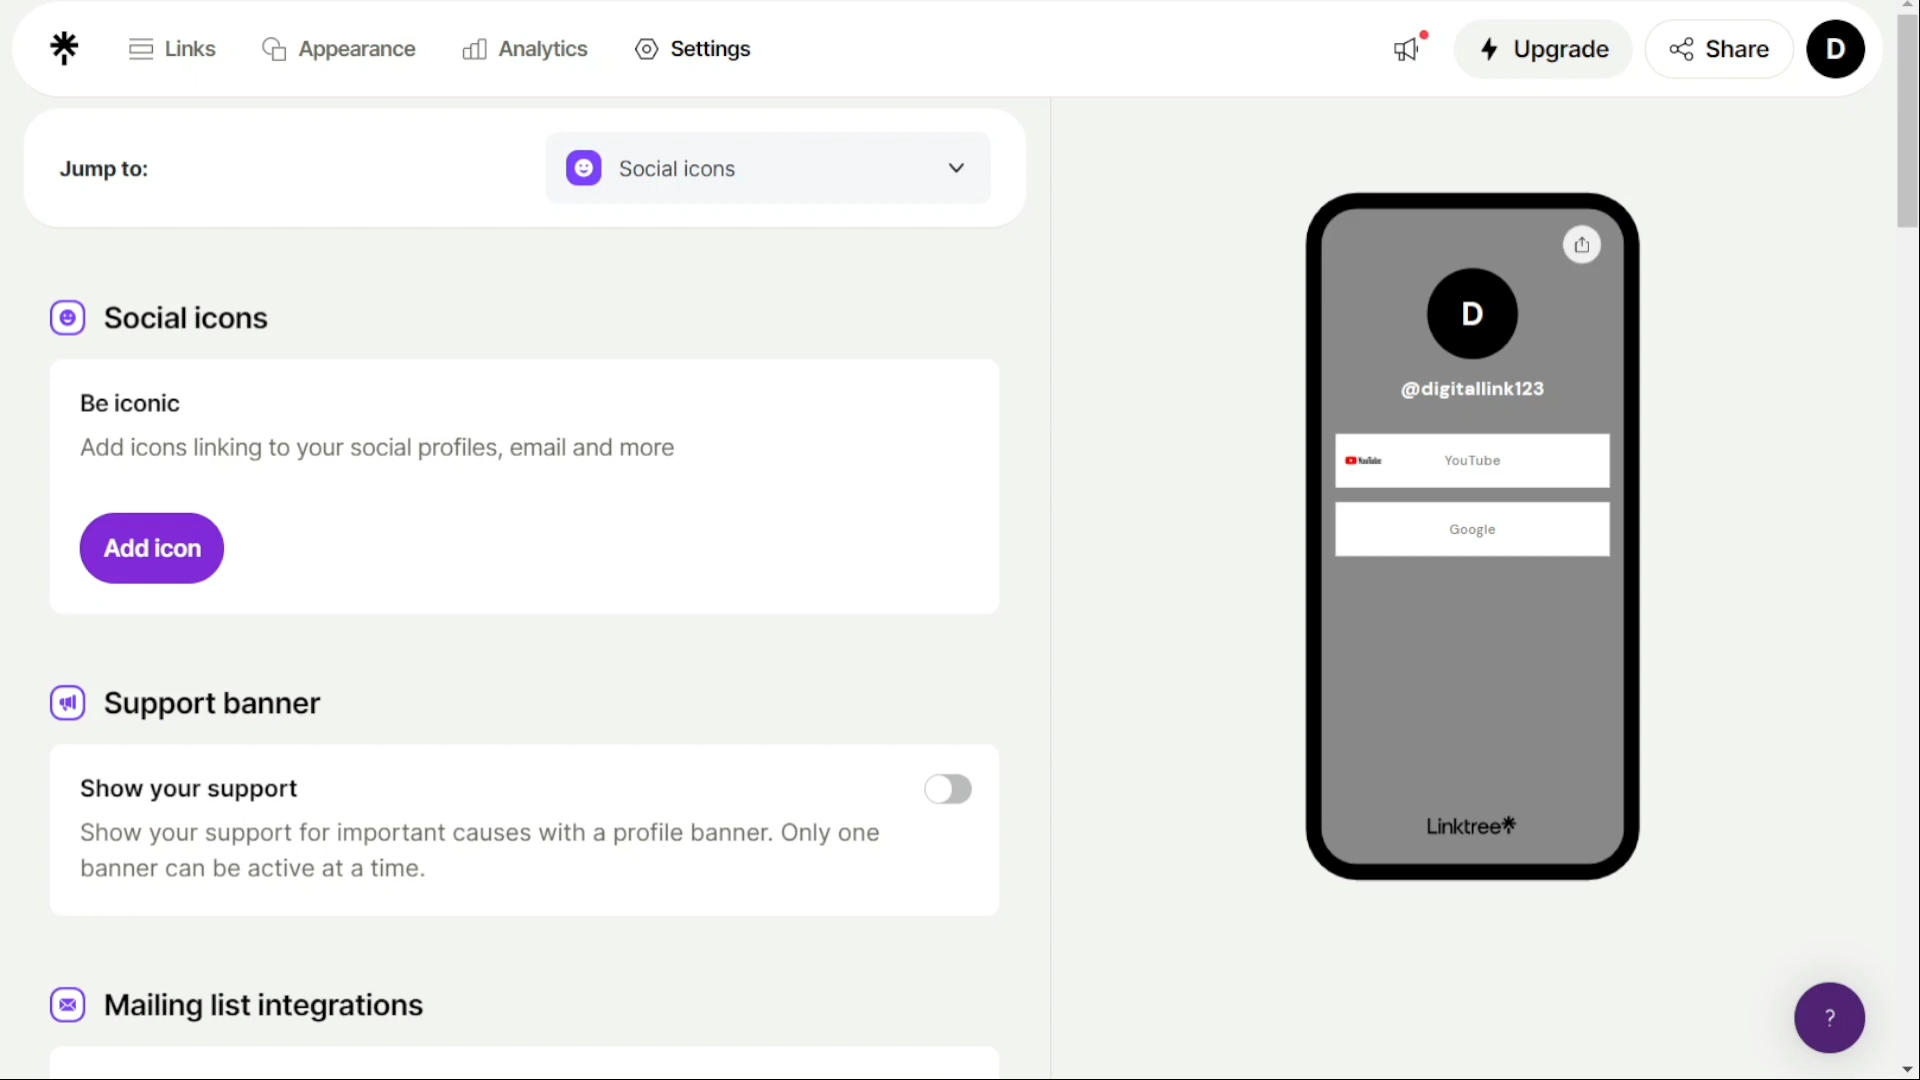 Links
Appearance
Analytics
Settings
Upgrade
Share
D
Jump to:
Social icons
Social icons
Be iconic
Add icons linking to your social profiles, email and more
Add icon
Support banner
Show your support
Show your support for important causes with a profile banner. Only one
banner can be active at a time.
Mailing list integrations
D
@digitallink123
YouTube
YouTube
Google
Linktree
?